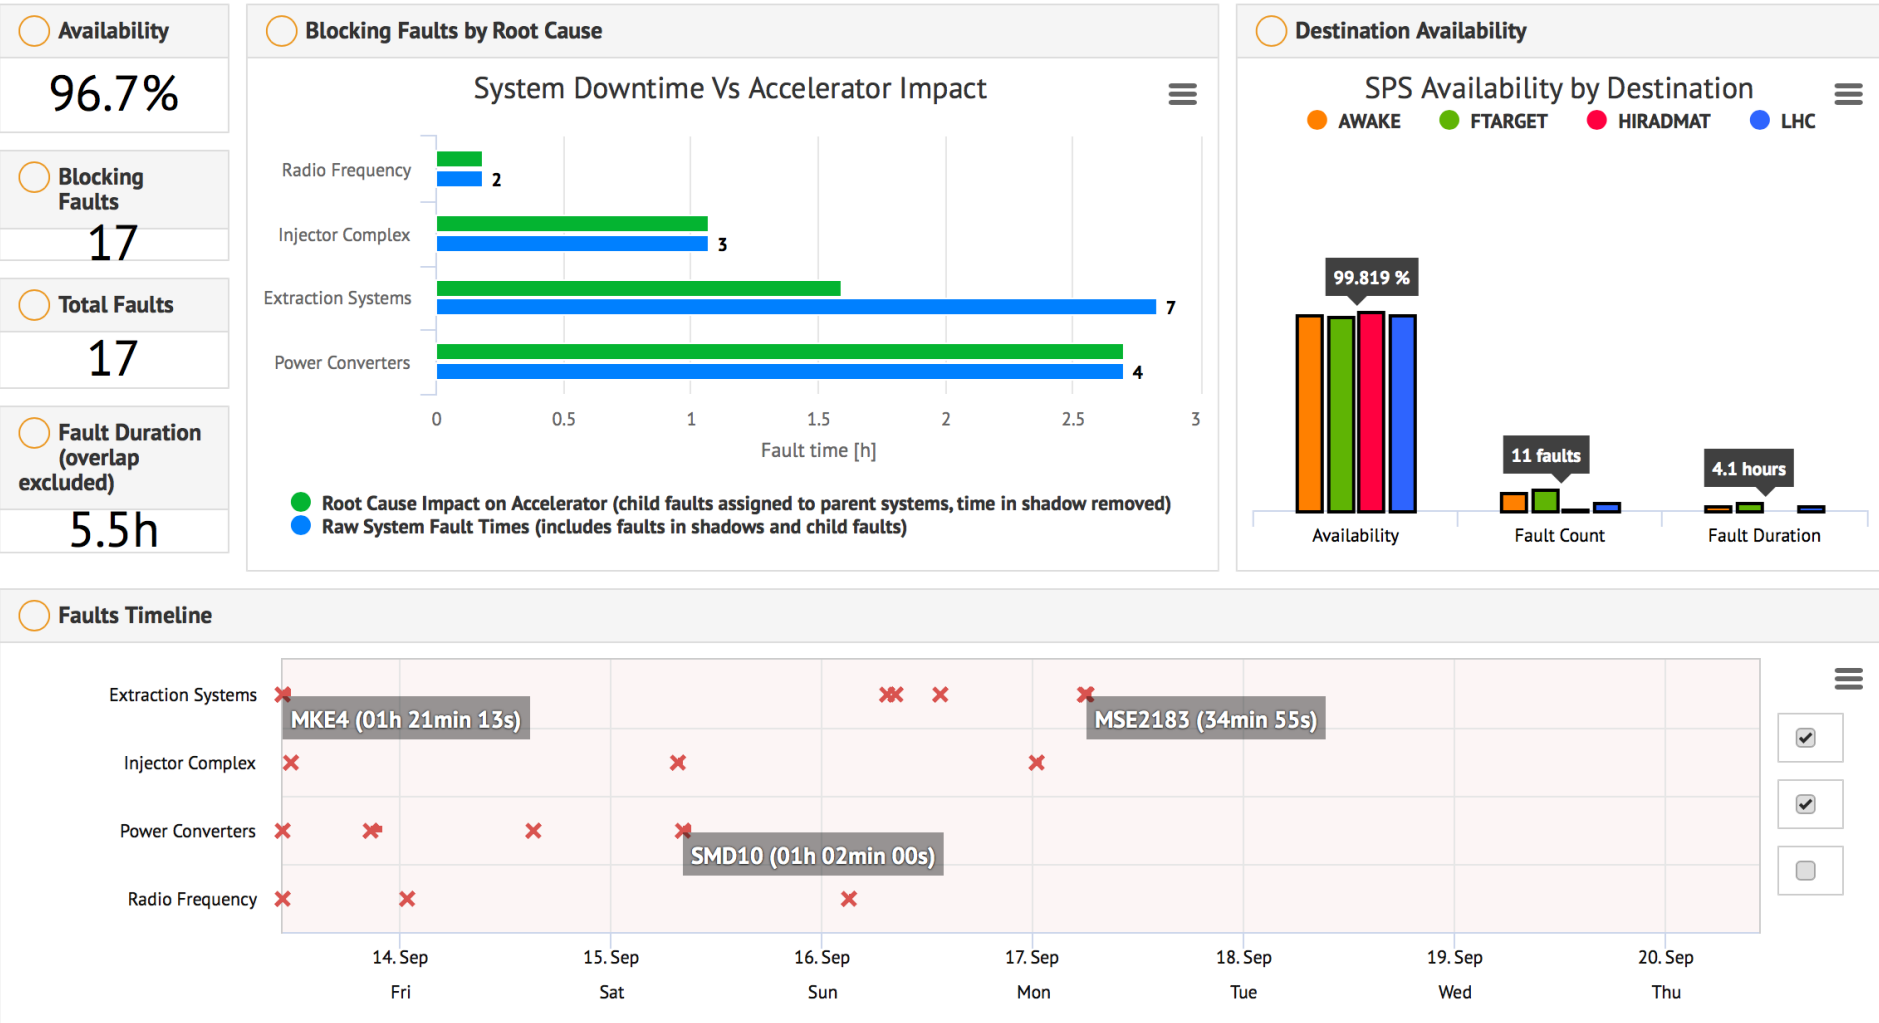 Availability
96.7%
Blocking
Faults
17
Total Faults
17
Fault Duration
(overlap
excluded)
5.5h
Blocking Faults by Root Cause
System Downtime Vs Accelerator Impact
Radio Frequency
2
Injector Complex
3
Extraction Systems
7
Power Converters
4
0 0.5 1 1.5 2 2.5 3
Fault time [h]
Root Cause Impact on Accelerator (child faults assigned to parent systems, time in shadow removed)
Raw System Fault Times (includes faults in shadows and child faults)
Destination Availability
SPS Availability by Destination
AWAKE FTARGET HIRADMAT LHC
99.819 %
11 faults
4.1 hours
Availability Fault Count Fault Duration
Faults Timeline
Extraction Systems
MKE4 (01h 21min 13s) MSE2183 (34min 55s)
Injector Complex
Power Converters
SMD10 (01h 02min 00s)
Radio Frequency
14. Sep 15. Sep 16. Sep 17. Sep 18. Sep 19. Sep 20. Sep
Fri Sat Sun Mon Tue Wed Thu